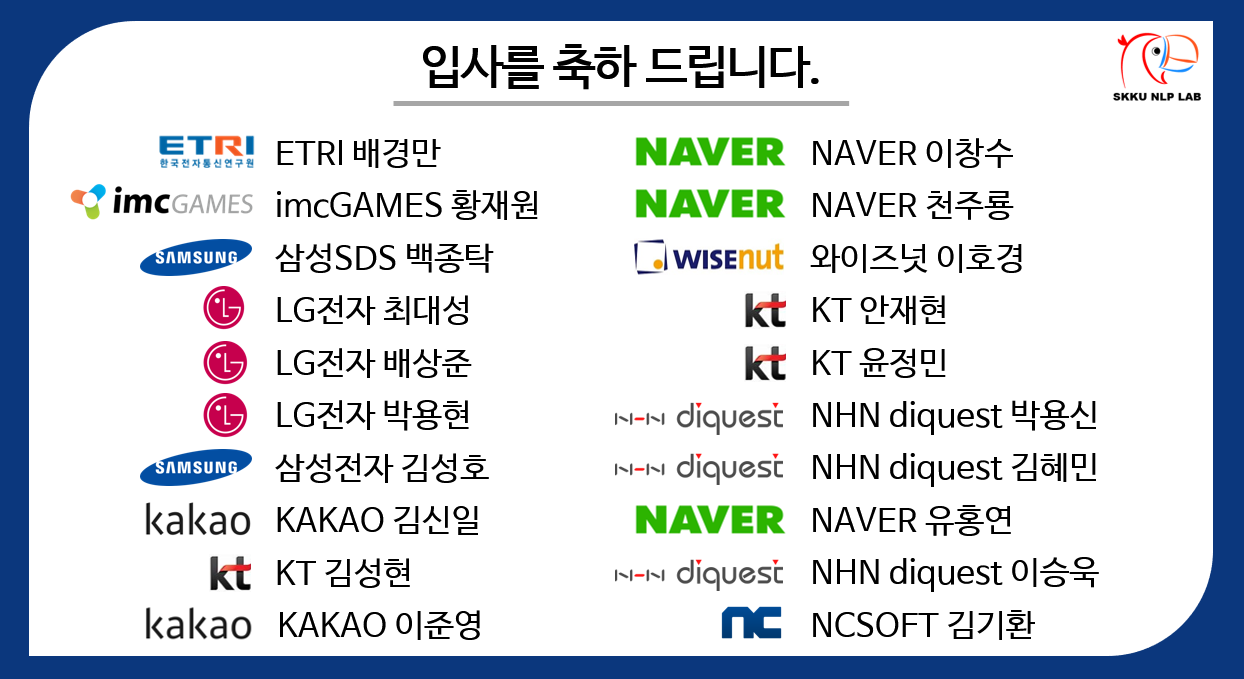 입사를 축하 드립니다.
SKKU NLP LAB
ETRI
한국전자통신연구원
ETRI 배경만
imcGAMES
imcGAMES 황재원
SAMSUNG
삼성SDS 백종탁
LG
LG전자 최대성
LG
LG전자 배상준
LG
LG전자 박용현
SAMSUNG
삼성전자 김성호
kakao
KAKAO 김신일
kt
KT 김성현
kakao
KAKAO 이준영
NAVER
NAVER 이창수
NAVER
NAVER 천주룡
WISEnut
와이즈넛 이호경
kt
KT 안재현
kt
KT 윤정민
NHN diquest
NHN diquest 박용신
NHN diquest
NHN diquest 김혜민
NAVER
NAVER 유홍연
NHN diquest
NHN diquest 이승욱
nc
NCSOFT 김기환